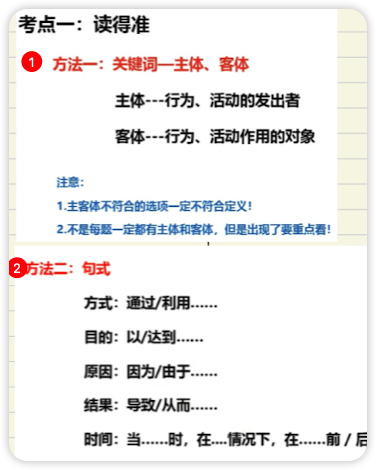 考点一：读得准
1 方法一：关键词—主体、客体
主体---行为、活动的发出者
客体---行为、活动作用的对象
注意：
1.主客体不符合的选项一定不符合定义！
2.不是每题一定都有主体和客体，但是出现了要重点看！
2 方法二：句式
方式：通过/利用……
目的：以/达到……
原因：因为/由于……
结果：导致/从而……
时间：当……时，在....情况下，在……前 / 后